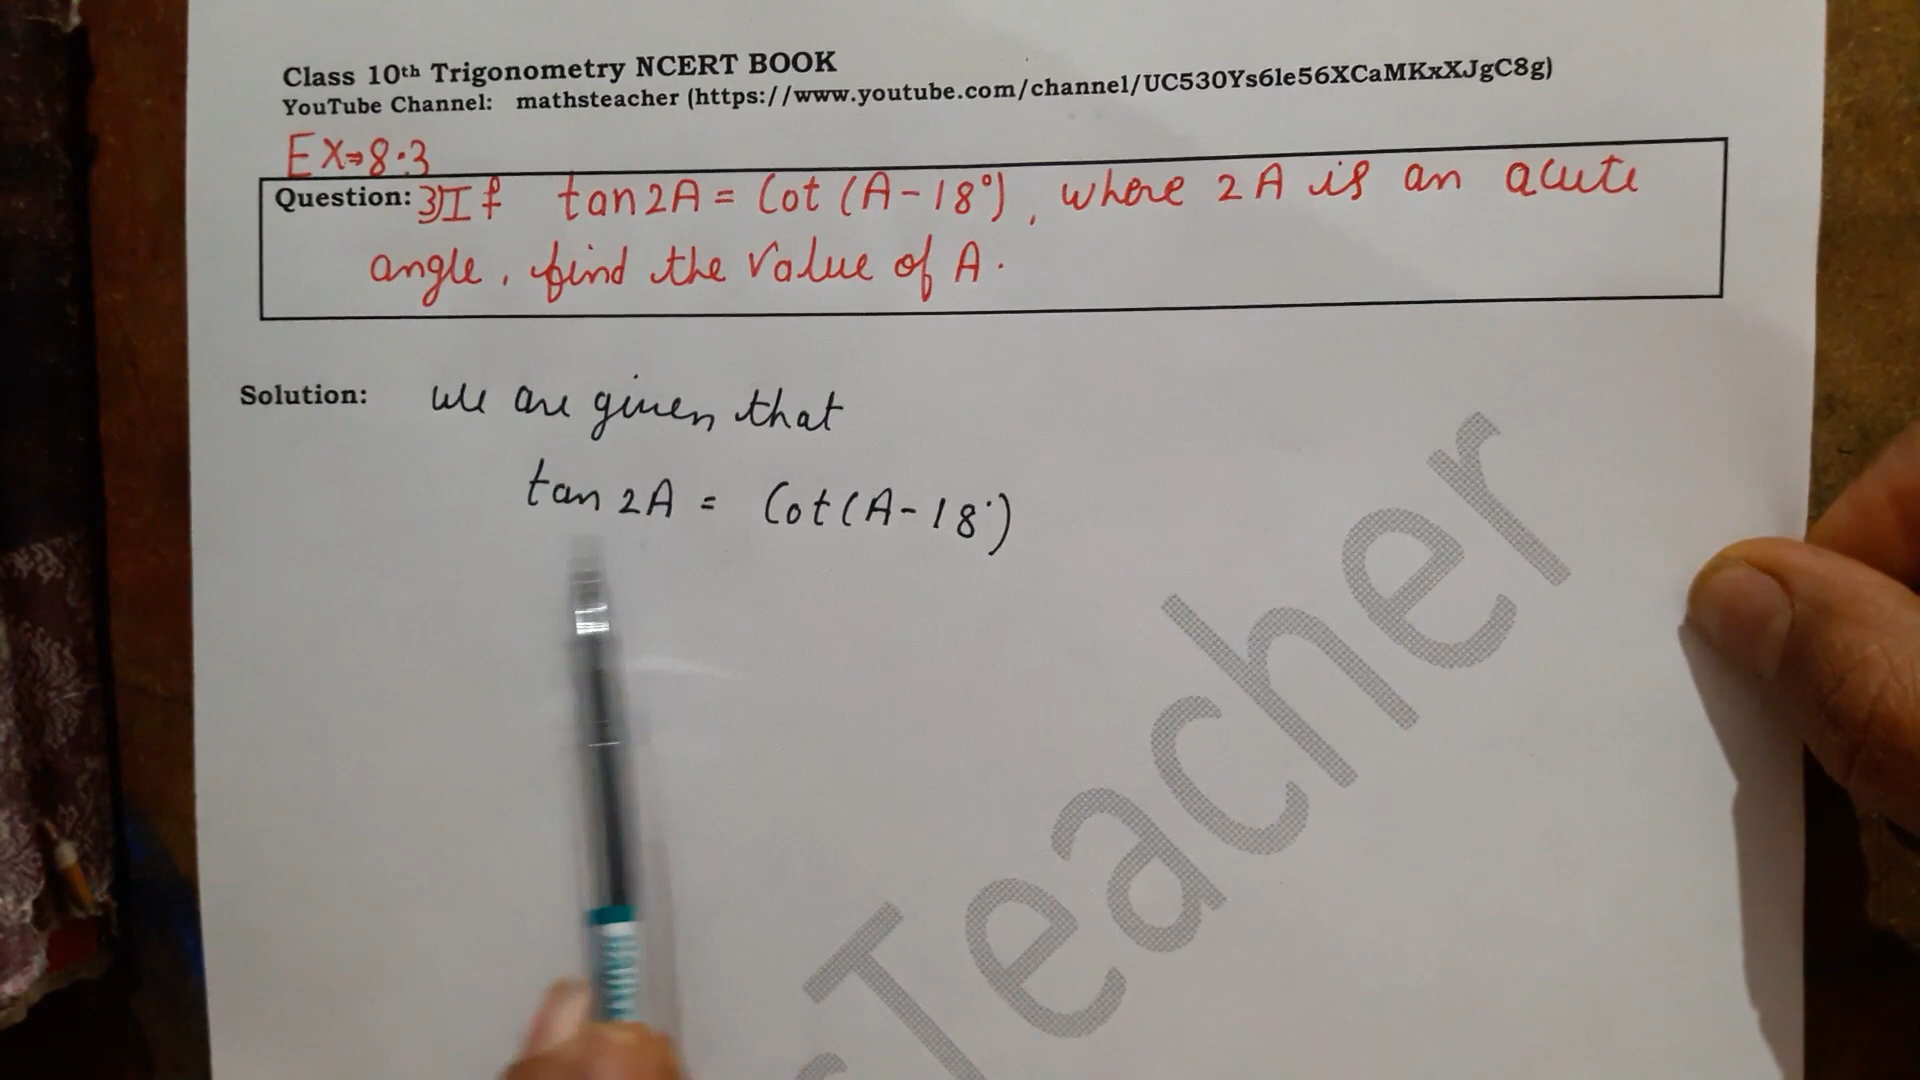 Class 10th Trigonometry NCERT BOOK
YouTube Channel: mathsteacher (https://www.youtube.com/channel/UC530Ys6le56XCaMKxXJgC8g)
EX⇒8.3
Question: 3) If tan2A = Cot (A-18°), where 2A is an acute
angle, find the value of A.
Solution: we are given that
tan 2A = Cot(A-18°)
Teacher